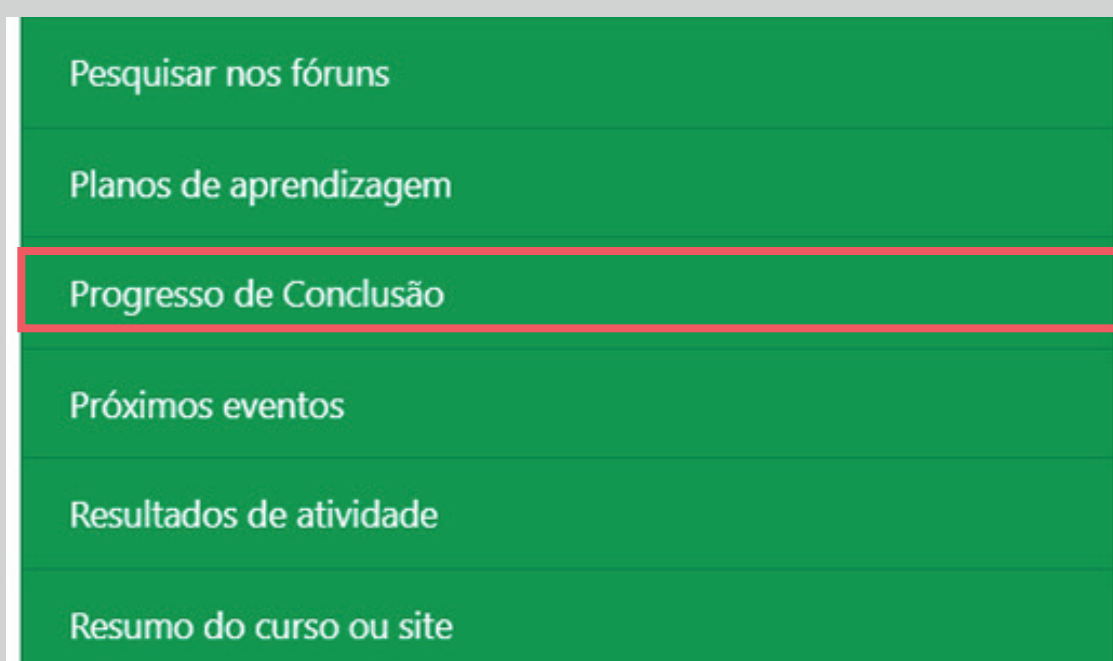 Pesquisar nos fóruns
Planos de aprendizagem
Progresso de Conclusão
Próximos eventos
Resultados de atividade
Resumo do curso ou site